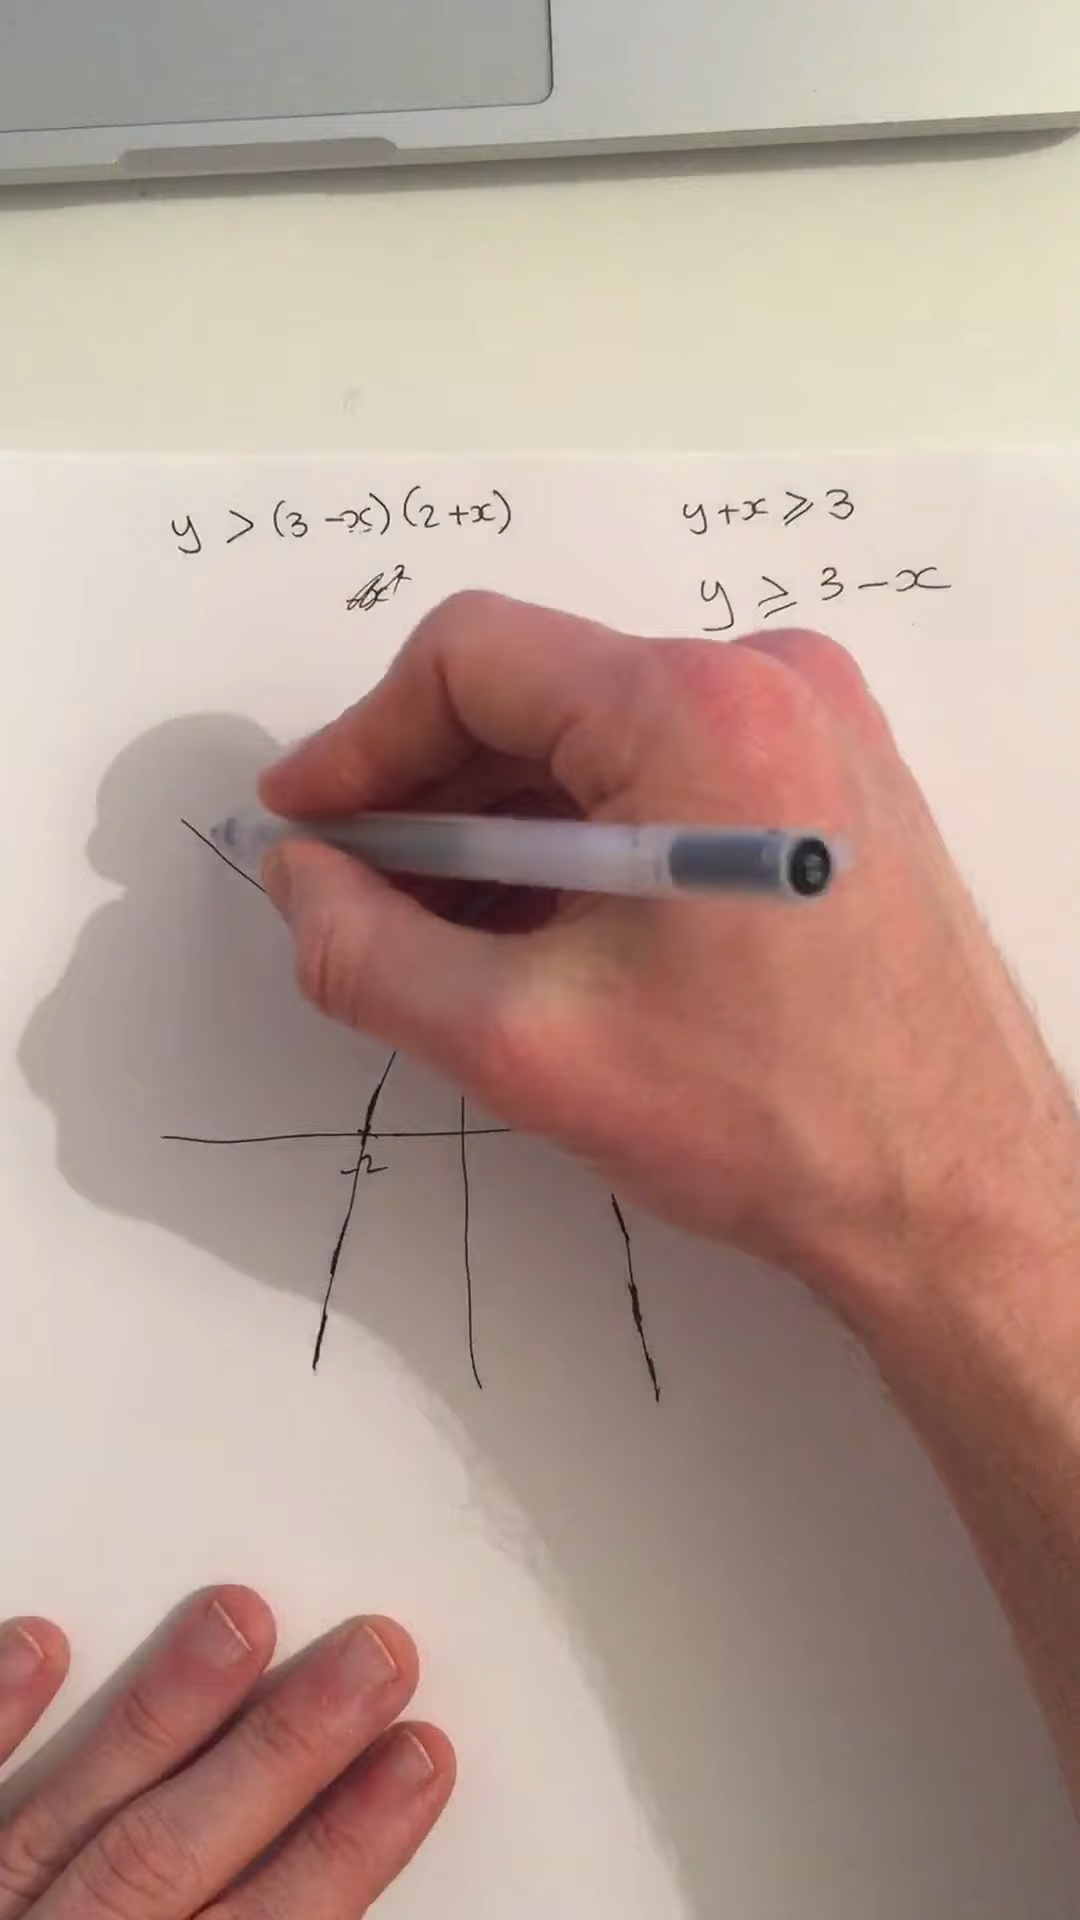 y > (3 -x)(2 +x)
y+x ⩾ 3
y ⩾ 3 - x
-2